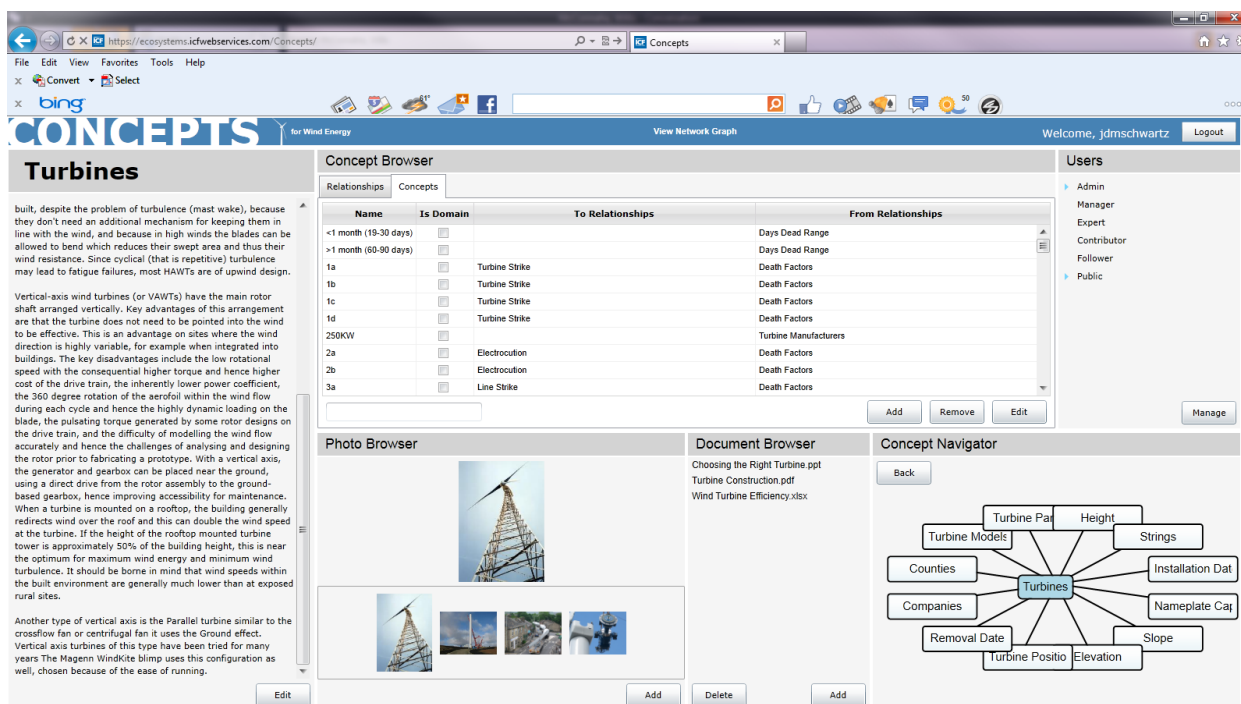 https://ecosystems.icfwebservices.com/Concepts/
ICF Concepts
File Edit View Favorites Tools Help
x Convert Select
x bing 81° 50
CONCEPTS for Wind Energy View Network Graph Welcome, jdmschwartz Logout
Turbines
built, despite the problem of turbulence (mast wake), because
they don't need an additional mechanism for keeping them in
line with the wind, and because in high winds the blades can be
allowed to bend which reduces their swept area and thus their
wind resistance. Since cyclical (that is repetitive) turbulence
may lead to fatigue failures, most HAWTs are of upwind design.
Vertical-axis wind turbines (or VAWTs) have the main rotor
shaft arranged vertically. Key advantages of this arrangement
are that the turbine does not need to be pointed into the wind
to be effective. This is an advantage on sites where the wind
direction is highly variable, for example when integrated into
buildings. The key disadvantages include the low rotational
speed with the consequential higher torque and hence higher
cost of the drive train, the inherently lower power coefficient,
the 360 degree rotation of the aerofoil within the wind flow
during each cycle and hence the highly dynamic loading on the
blade, the pulsating torque generated by some rotor designs on
the drive train, and the difficulty of modelling the wind flow
accurately and hence the challenges of analysing and designing
the rotor prior to fabricating a prototype. With a vertical axis,
the generator and gearbox can be placed near the ground,
using a direct drive from the rotor assembly to the ground-
based gearbox, hence improving accessibility for maintenance.
When a turbine is mounted on a rooftop, the building generally
redirects wind over the roof and this can double the wind speed
at the turbine. If the height of the rooftop mounted turbine
tower is approximately 50% of the building height, this is near
the optimum for maximum wind energy and minimum wind
turbulence. It should be borne in mind that wind speeds within
the built environment are generally much lower than at exposed
rural sites.
Another type of vertical axis is the Parallel turbine similar to the
crossflow fan or centrifugal fan it uses the Ground effect.
Vertical axis turbines of this type have been tried for many
years The Magenn WindKite blimp uses this configuration as
well, chosen because of the ease of running.
Edit
Concept Browser
Relationships Concepts
Name Is Domain To Relationships From Relationships
<1 month (19-30 days) Days Dead Range
>1 month (60-90 days) Days Dead Range
1a Turbine Strike Death Factors
1b Turbine Strike Death Factors
1c Turbine Strike Death Factors
1d Turbine Strike Death Factors
250KW Turbine Manufacturers
2a Electrocution Death Factors
2b Electrocution Death Factors
3a Line Strike Death Factors
Add Remove Edit
Users
Admin
Manager
Expert
Contributor
Follower
Public
Manage
Photo Browser
Add
Document Browser
Choosing the Right Turbine.ppt
Turbine Construction.pdf
Wind Turbine Efficiency.xlsx
Delete Add
Concept Navigator
Back
Turbine Par Height
Turbine Models Strings
Counties Installation Dat
Turbines
Companies Nameplate Cap
Removal Date Slope
Turbine Positio Elevation